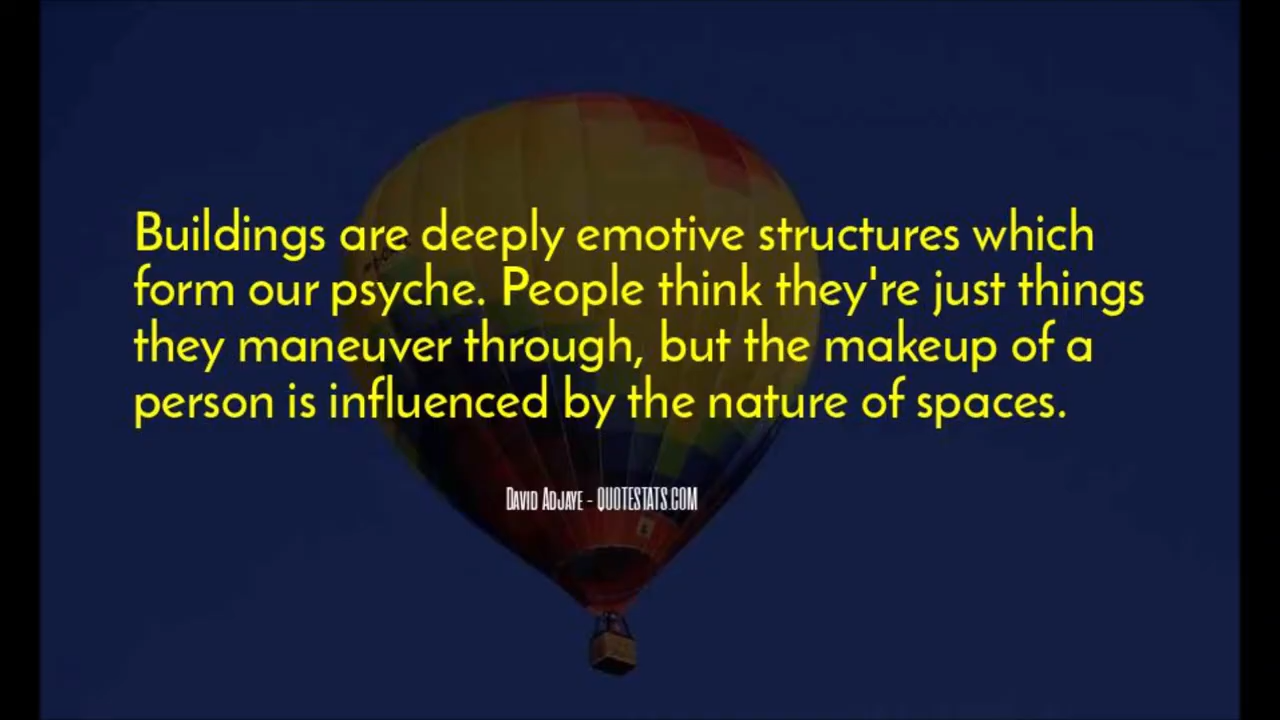 Buildings are deeply emotive structures which
form our psyche. People think they're just things
they maneuver through, but the makeup of a
person is influenced by the nature of spaces.
David Adjaye - QUOTESTATS.COM